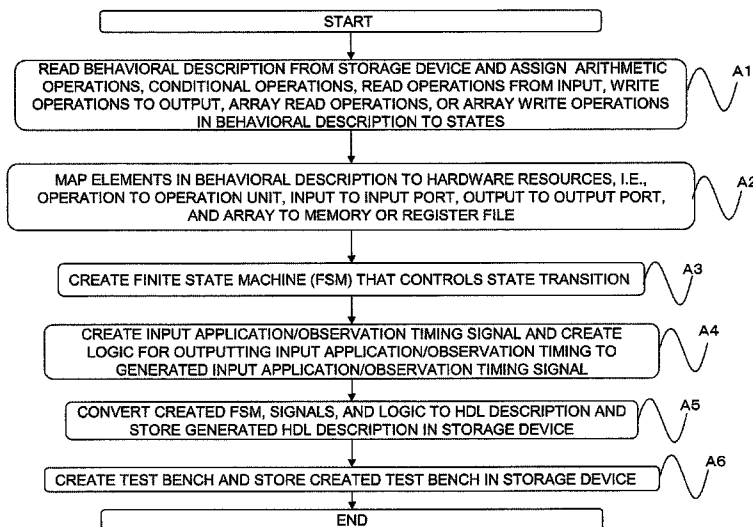 START
READ BEHAVIORAL DESCRIPTION FROM STORAGE DEVICE AND ASSIGN ARITHMETIC
OPERATIONS, CONDITIONAL OPERATIONS, READ OPERATIONS FROM INPUT, WRITE
OPERATIONS TO OUTPUT, ARRAY READ OPERATIONS, OR ARRAY WRITE OPERATIONS
IN BEHAVIORAL DESCRIPTION TO STATES
A1
MAP ELEMENTS IN BEHAVIORAL DESCRIPTION TO HARDWARE RESOURCES, I.E.,
OPERATION TO OPERATION UNIT, INPUT TO INPUT PORT, OUTPUT TO OUTPUT PORT,
AND ARRAY TO MEMORY OR REGISTER FILE
A2
CREATE FINITE STATE MACHINE (FSM) THAT CONTROLS STATE TRANSITION
A3
CREATE INPUT APPLICATION/OBSERVATION TIMING SIGNAL AND CREATE
LOGIC FOR OUTPUTTING INPUT APPLICATION/OBSERVATION TIMING TO
GENERATED INPUT APPLICATION/OBSERVATION TIMING SIGNAL
A4
CONVERT CREATED FSM, SIGNALS, AND LOGIC TO HDL DESCRIPTION AND
STORE GENERATED HDL DESCRIPTION IN STORAGE DEVICE
A5
CREATE TEST BENCH AND STORE CREATED TEST BENCH IN STORAGE DEVICE
A6
END